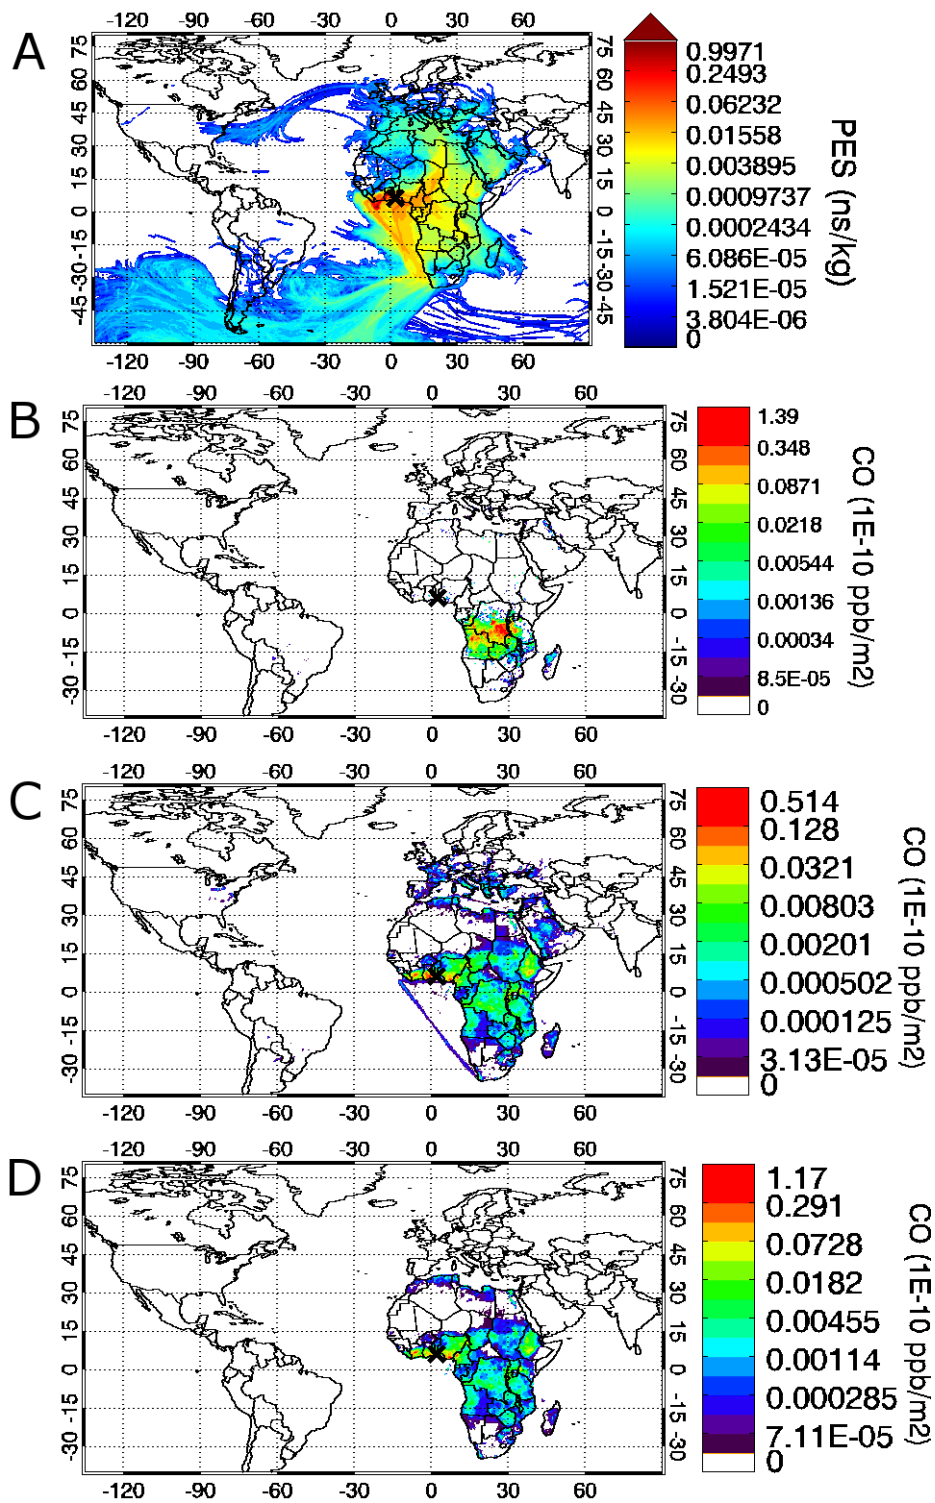 A
-120 -90 -60 -30 0 30 60
75 60 45 30 15 0 -15 -30 -45
75 60 45 30 15 0 -15 -30 -45
-120 -90 -60 -30 0 30 60
0.9971
0.2493
0.06232
0.01558
0.003895
0.0009737
0.0002434
6.086E-05
1.521E-05
3.804E-06
0
PES (ns/kg)
B
-120 -90 -60 -30 0 30 60
75 60 45 30 15 0 -15 -30
75 60 45 30 15 0 -15 -30
-120 -90 -60 -30 0 30 60
1.39
0.348
0.0871
0.0218
0.00544
0.00136
0.00034
8.5E-05
0
CO (1E-10 ppb/m2)
C
-120 -90 -60 -30 0 30 60
75 60 45 30 15 0 -15 -30
75 60 45 30 15 0 -15 -30
-120 -90 -60 -30 0 30 60
0.514
0.128
0.0321
0.00803
0.00201
0.000502
0.000125
3.13E-05
0
CO (1E-10 ppb/m2)
D
-120 -90 -60 -30 0 30 60
75 60 45 30 15 0 -15 -30
75 60 45 30 15 0 -15 -30
-120 -90 -60 -30 0 30 60
1.17
0.291
0.0728
0.0182
0.00455
0.00114
0.000285
7.11E-05
0
CO (1E-10 ppb/m2)